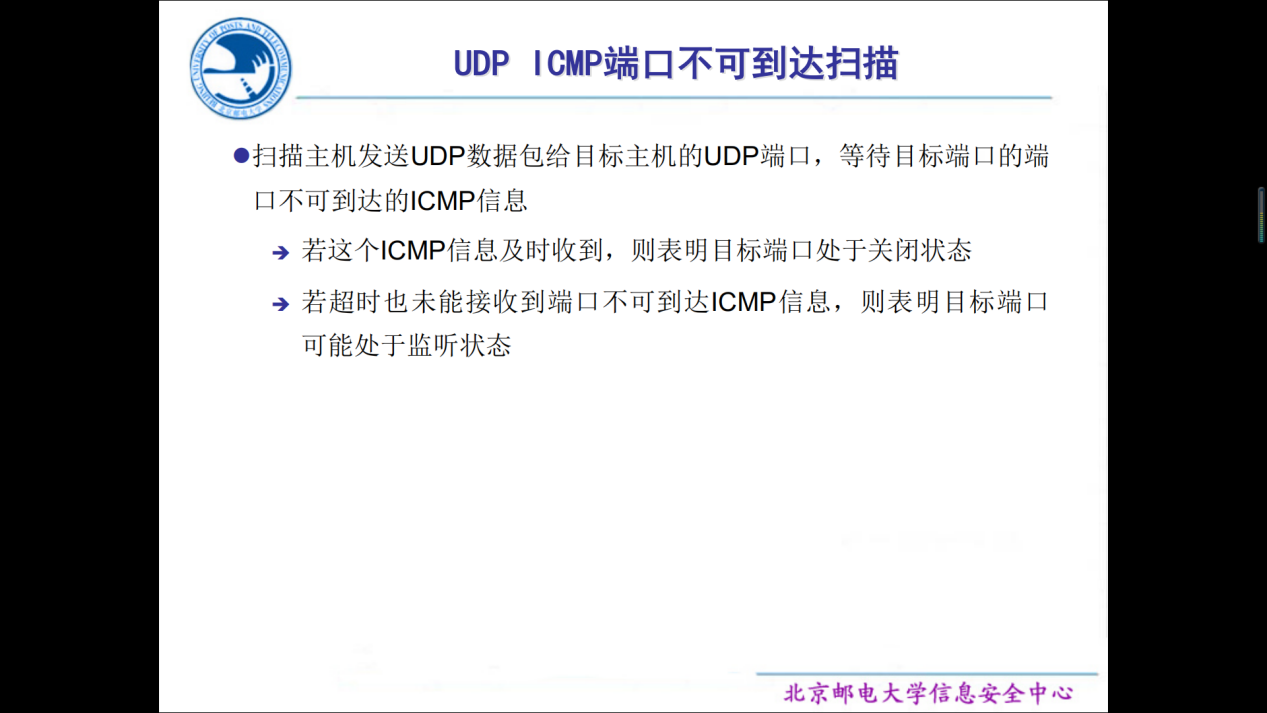 UDP ICMP端口不可到达扫描
扫描主机发送UDP数据包给目标主机的UDP端口，等待目标端口的端
口不可到达的ICMP信息
若这个ICMP信息及时收到，则表明目标端口处于关闭状态
若超时也未能接收到端口不可到达ICMP信息，则表明目标端口
可能处于监听状态
北京邮电大学信息安全中心